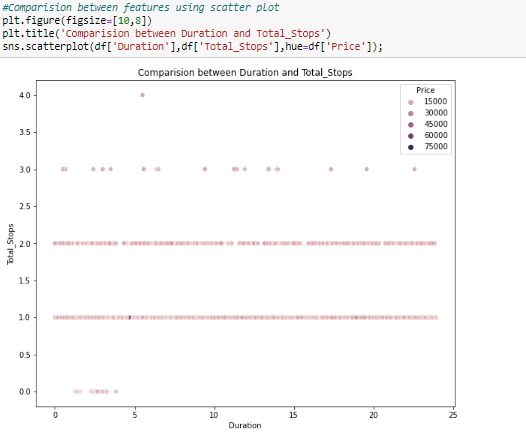 #Comparision between features using scatter plot
plt.figure(figsize=[10,8])
plt.title('Comparision between Duration and Total_Stops')
sns.scatterplot(df['Duration'],df['Total_Stops'],hue=df['Price']);
Comparision between Duration and Total_Stops
Price
15000
30000
45000
60000
75000
4.0
3.5
3.0
2.5
2.0
1.5
1.0
0.5
0.0
Total_Stops
0 5 10 15 20 25
Duration